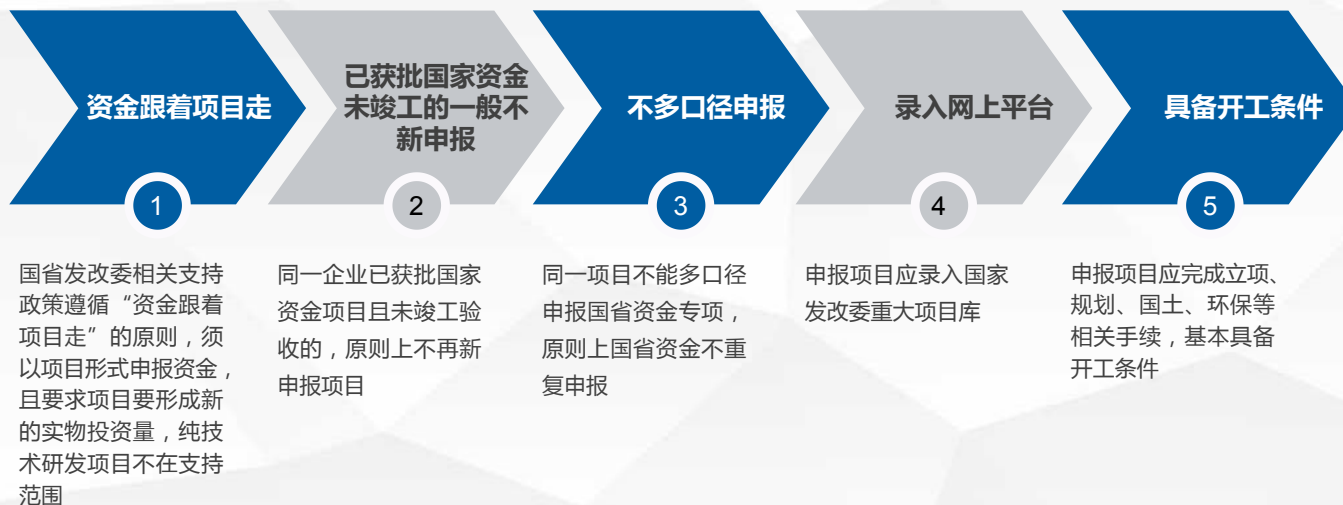 资金跟着项目走
已获批国家资金
未竣工的一般不
新申报
不多口径申报
录入网上平台
具备开工条件
1
2
3
4
5
国省发改委相关支持
政策遵循“资金跟着
项目走”的原则，须
以项目形式申报资金，
且要求项目要形成新
的实物投资量，纯技
术研发项目不在支持
范围
同一企业已获批国家
资金项目且未竣工验
收的，原则上不再新
申报项目
同一项目不能多口径
申报国省资金专项，
原则上国省资金不重
复申报
申报项目应录入国家
发改委重大项目库
申报项目应完成立项、
规划、国土、环保等
相关手续，基本具备
开工条件